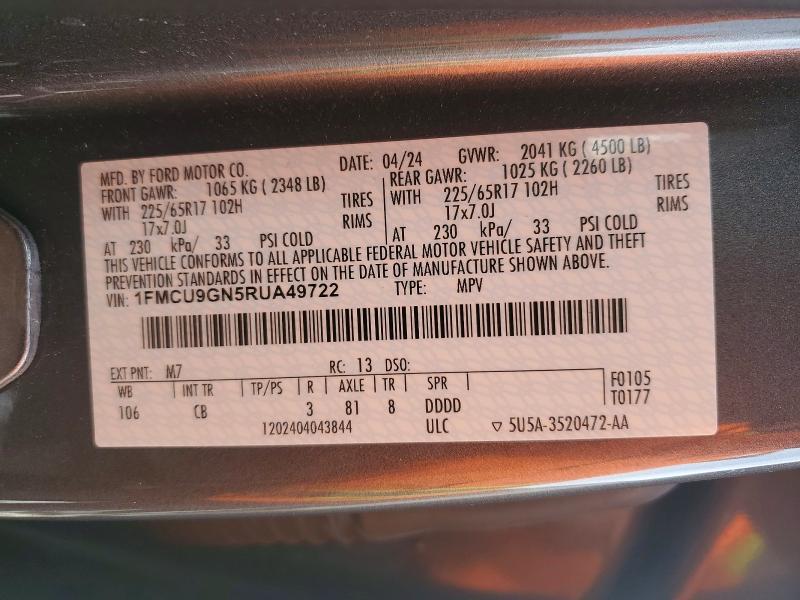 MFD. BY FORD MOTOR CO. DATE: 04/24 GVWR: 2041 KG ( 4500 LB)
FRONT GAWR: 1065 KG ( 2348 LB) REAR GAWR: 1025 KG ( 2260 LB)
WITH 225/65R17 102H TIRES WITH 225/65R17 102H TIRES
17x7.0J RIMS 17x7.0J RIMS
AT 230 kPa/ 33 PSI COLD AT 230 kPa/ 33 PSI COLD
THIS VEHICLE CONFORMS TO ALL APPLICABLE FEDERAL MOTOR VEHICLE SAFETY AND THEFT
PREVENTION STANDARDS IN EFFECT ON THE DATE OF MANUFACTURE SHOWN ABOVE.
VIN: 1FMCU9GN5RUA49722 TYPE: MPV
EXT PNT: M7 RC: 13 DSO:
WB INT TR TP/PS R AXLE TR SPR F0105
106 CB 3 81 8 DDDD T0177
1202404043844 ULC ▽ 5U5A-3520472-AA